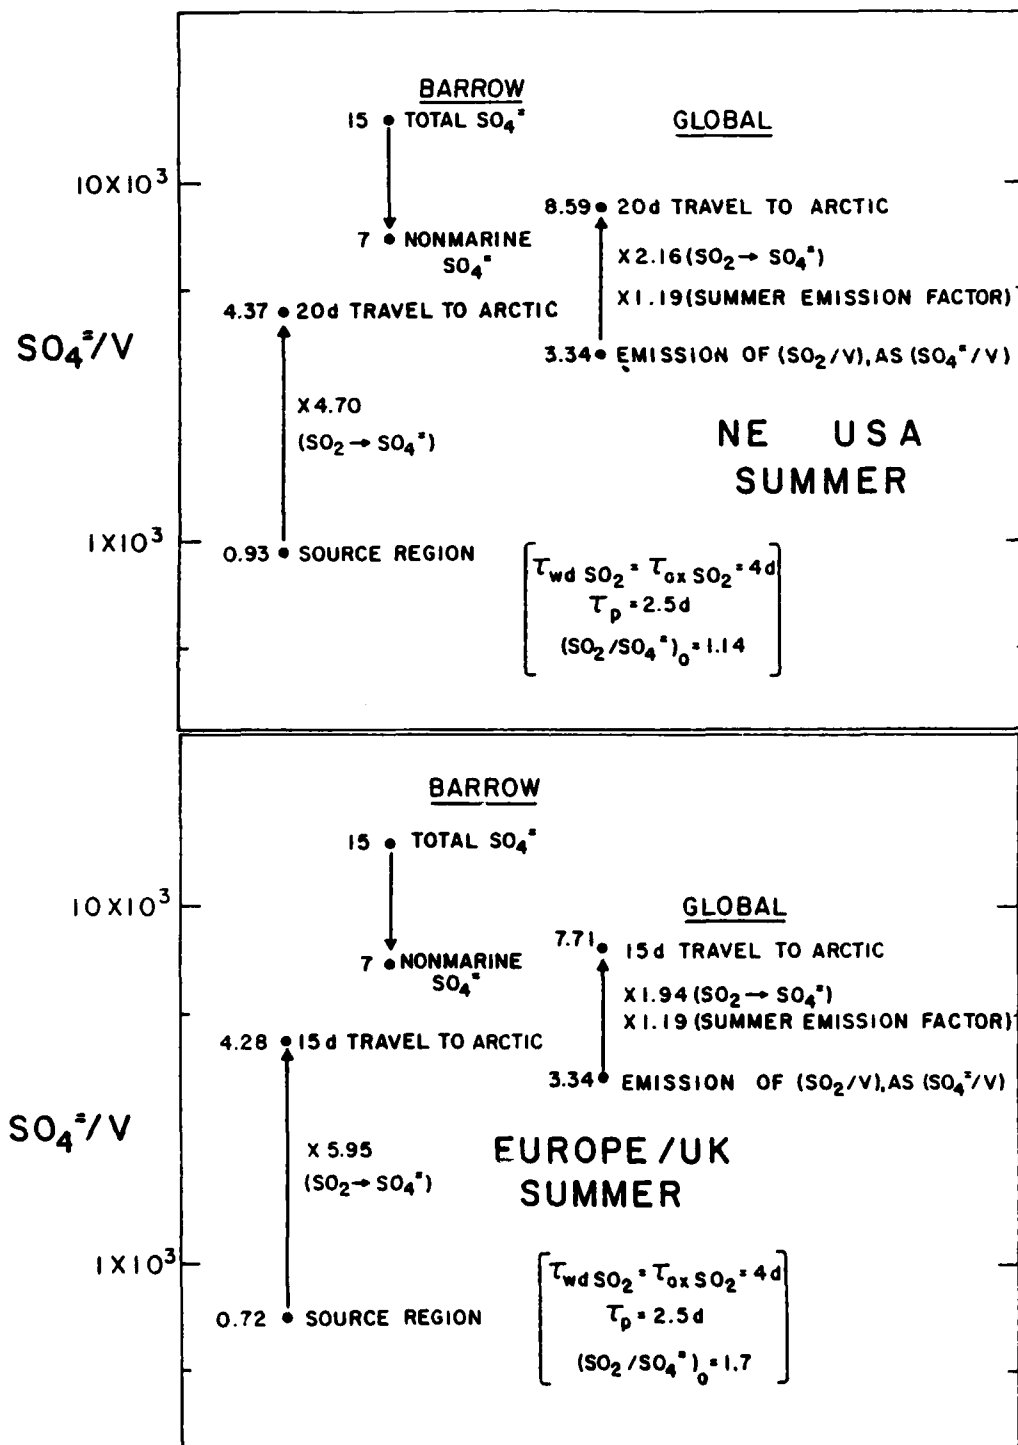 BARROW
15 TOTAL SO₄⁼
GLOBAL
10X10³
8.59 20d TRAVEL TO ARCTIC
7 NONMARINE
SO₄⁼
X2.16 (SO₂→ SO₄⁼)
X1.19 (SUMMER EMISSION FACTOR)
4.37 20d TRAVEL TO ARCTIC
SO₄⁼/V
3.34 EMISSION OF (SO₂/V), AS (SO₄⁼/V)
X4.70
(SO₂→ SO₄⁼)
NE USA
SUMMER
1X10³
0.93 SOURCE REGION
τwd SO₂ = τox SO₂ = 4d
τp = 2.5d
(SO₂/SO₄⁼)₀ = 1.14
BARROW
15 TOTAL SO₄⁼
10X10³
GLOBAL
7.71 15d TRAVEL TO ARCTIC
7 NONMARINE
SO₄⁼
X1.94 (SO₂→ SO₄⁼)
X1.19 (SUMMER EMISSION FACTOR)
4.28 15d TRAVEL TO ARCTIC
3.34 EMISSION OF (SO₂/V), AS (SO₄⁼/V)
SO₄⁼/V
X 5.95
(SO₂→ SO₄⁼)
EUROPE/UK
SUMMER
1X10³
0.72 SOURCE REGION
τwd SO₂ = τox SO₂ = 4d
τp = 2.5d
(SO₂/SO₄⁼)₀ = 1.7